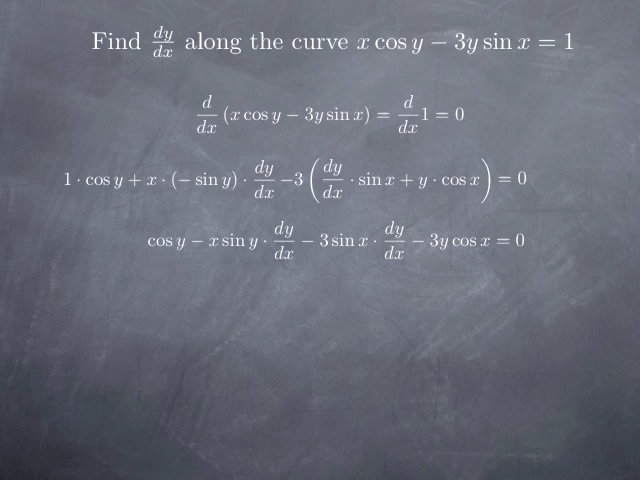 Find dy/dx along the curve x cos y − 3y sin x = 1
d/dx (x cos y − 3y sin x) = d/dx 1 = 0
1 · cos y + x · (− sin y) · dy/dx −3 (dy/dx · sin x + y · cos x) = 0
cos y − x sin y · dy/dx − 3 sin x · dy/dx − 3y cos x = 0